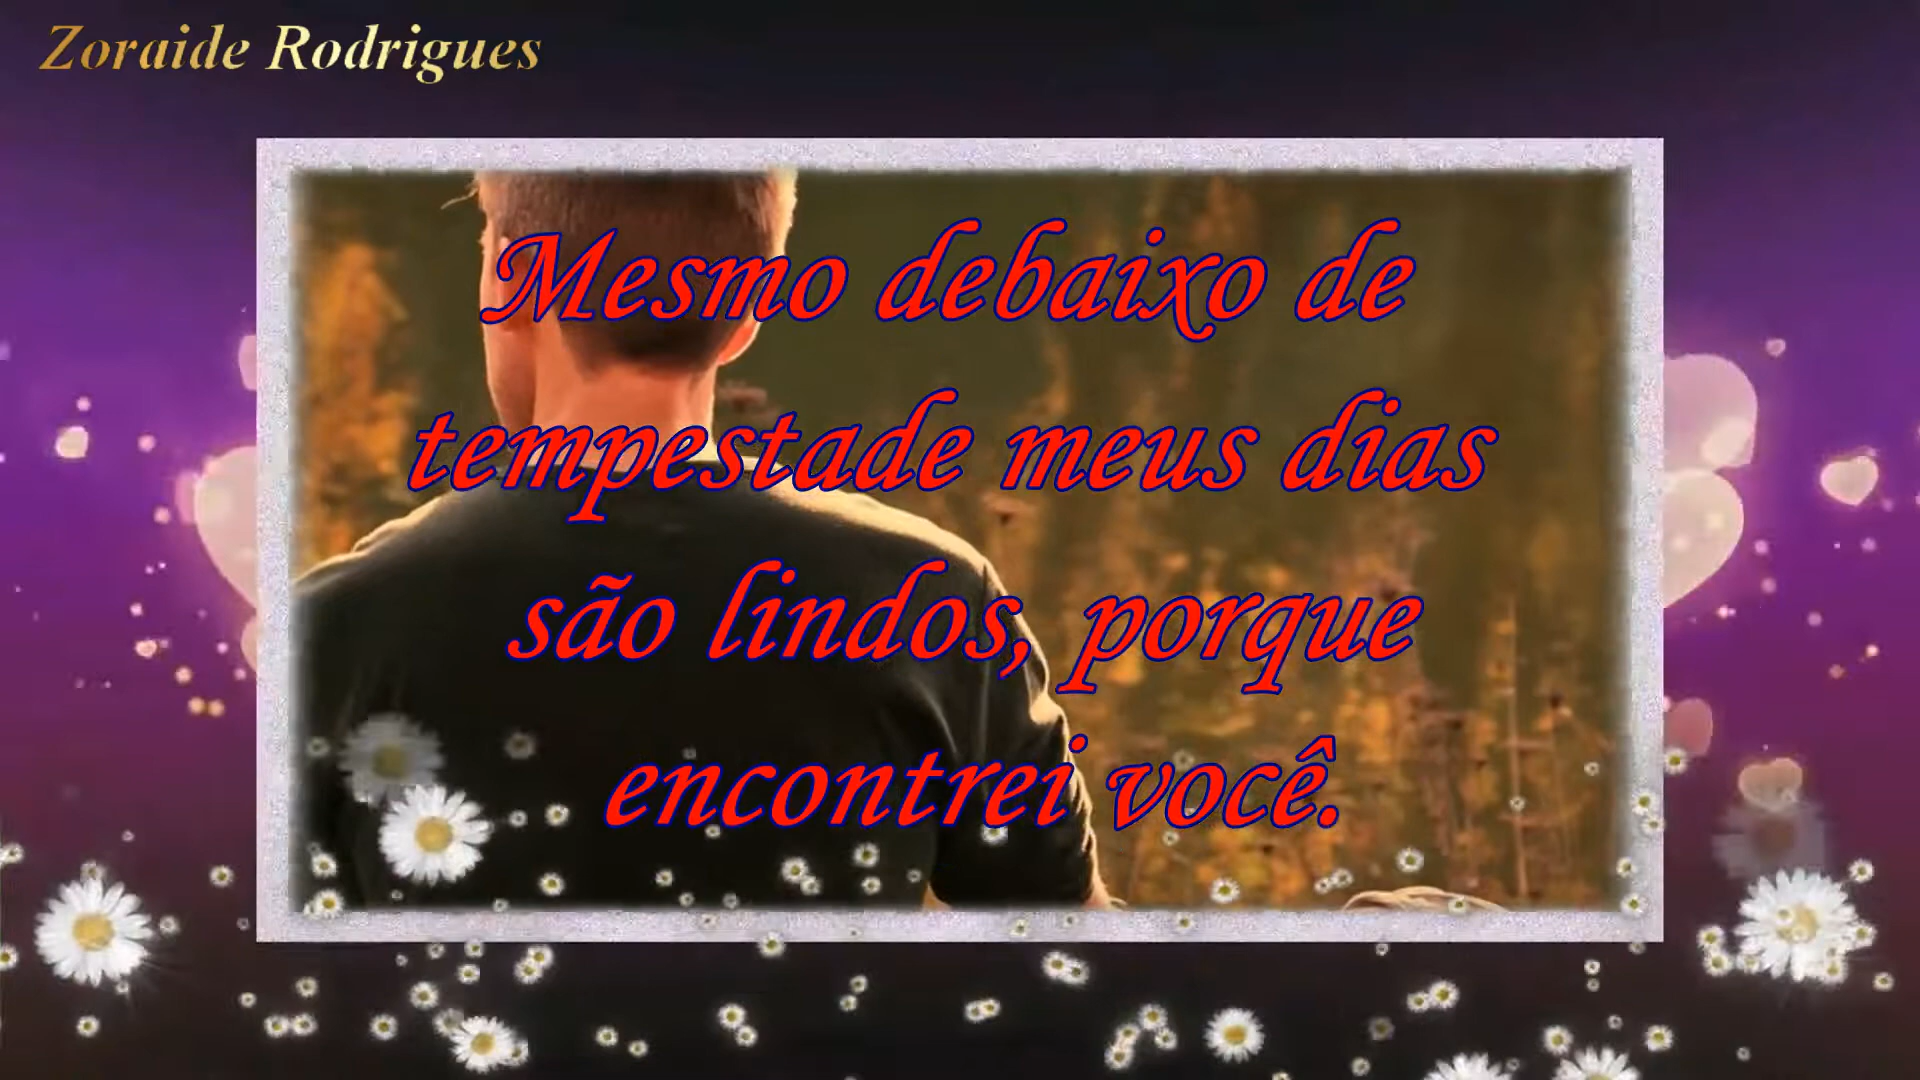 Zoraide Rodrigues
Mesmo debaixo de
tempestade meus dias
são lindos, porque
encontrei você.